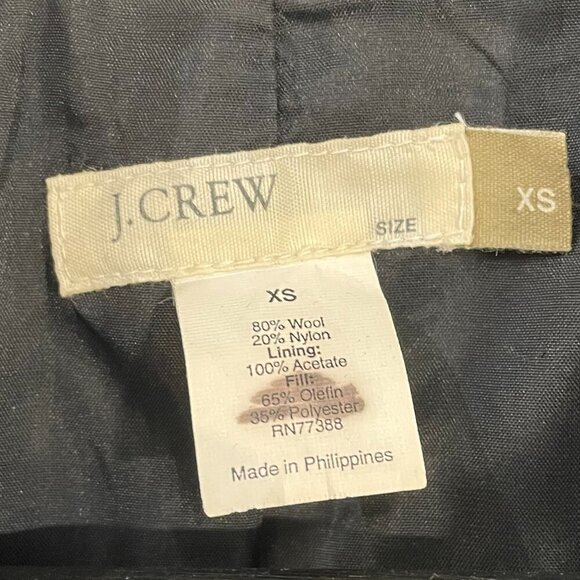 J.CREW
SIZE
XS
XS
80% Wool
20% Nylon
Lining:
100% Acetate
Fill:
65% Olefin
35% Polyester
RN77388
Made in Philippines